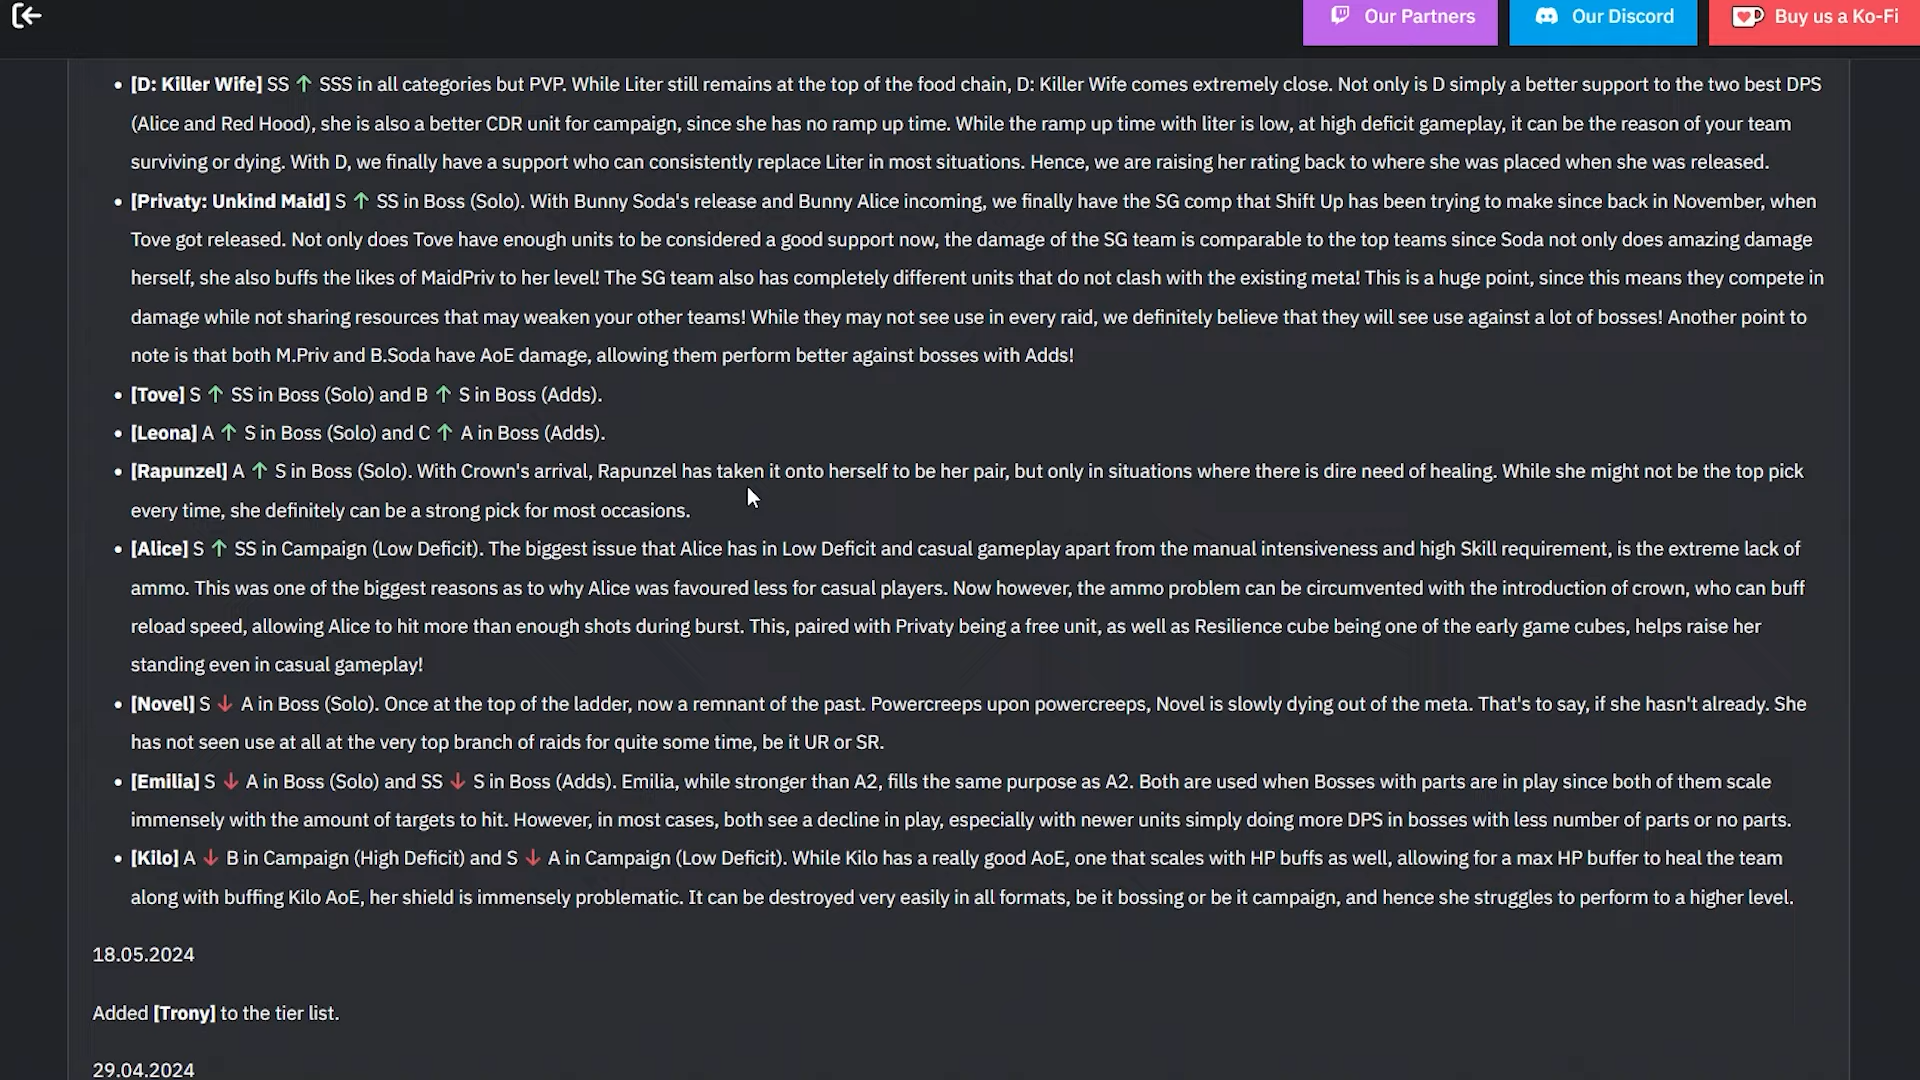 Our Partners Our Discord Buy us a Ko-Fi
• [D: Killer Wife] SS ↑ SSS in all categories but PVP. While Liter still remains at the top of the food chain, D: Killer Wife comes extremely close. Not only is D simply a better support to the two best DPS
(Alice and Red Hood), she is also a better CDR unit for campaign, since she has no ramp up time. While the ramp up time with liter is low, at high deficit gameplay, it can be the reason of your team
surviving or dying. With D, we finally have a support who can consistently replace Liter in most situations. Hence, we are raising her rating back to where she was placed when she was released.
• [Privaty: Unkind Maid] S ↑ SS in Boss (Solo). With Bunny Soda's release and Bunny Alice incoming, we finally have the SG comp that Shift Up has been trying to make since back in November, when
Tove got released. Not only does Tove have enough units to be considered a good support now, the damage of the SG team is comparable to the top teams since Soda not only does amazing damage
herself, she also buffs the likes of MaidPriv to her level! The SG team also has completely different units that do not clash with the existing meta! This is a huge point, since this means they compete in
damage while not sharing resources that may weaken your other teams! While they may not see use in every raid, we definitely believe that they will see use against a lot of bosses! Another point to
note is that both M.Priv and B.Soda have AoE damage, allowing them perform better against bosses with Adds!
• [Tove] S ↑ SS in Boss (Solo) and B ↑ S in Boss (Adds).
• [Leona] A ↑ S in Boss (Solo) and C ↑ A in Boss (Adds).
• [Rapunzel] A ↑ S in Boss (Solo). With Crown's arrival, Rapunzel has taken it onto herself to be her pair, but only in situations where there is dire need of healing. While she might not be the top pick
every time, she definitely can be a strong pick for most occasions.
• [Alice] S ↑ SS in Campaign (Low Deficit). The biggest issue that Alice has in Low Deficit and casual gameplay apart from the manual intensiveness and high Skill requirement, is the extreme lack of
ammo. This was one of the biggest reasons as to why Alice was favoured less for casual players. Now however, the ammo problem can be circumvented with the introduction of crown, who can buff
reload speed, allowing Alice to hit more than enough shots during burst. This, paired with Privaty being a free unit, as well as Resilience cube being one of the early game cubes, helps raise her
standing even in casual gameplay!
• [Novel] S ↓ A in Boss (Solo). Once at the top of the ladder, now a remnant of the past. Powercreeps upon powercreeps, Novel is slowly dying out of the meta. That's to say, if she hasn't already. She
has not seen use at all at the very top branch of raids for quite some time, be it UR or SR.
• [Emilia] S ↓ A in Boss (Solo) and SS ↓ S in Boss (Adds). Emilia, while stronger than A2, fills the same purpose as A2. Both are used when Bosses with parts are in play since both of them scale
immensely with the amount of targets to hit. However, in most cases, both see a decline in play, especially with newer units simply doing more DPS in bosses with less number of parts or no parts.
• [Kilo] A ↓ B in Campaign (High Deficit) and S ↓ A in Campaign (Low Deficit). While Kilo has a really good AoE, one that scales with HP buffs as well, allowing for a max HP buffer to heal the team
along with buffing Kilo AoE, her shield is immensely problematic. It can be destroyed very easily in all formats, be it bossing or be it campaign, and hence she struggles to perform to a higher level.
18.05.2024
Added [Trony] to the tier list.
29.04.2024